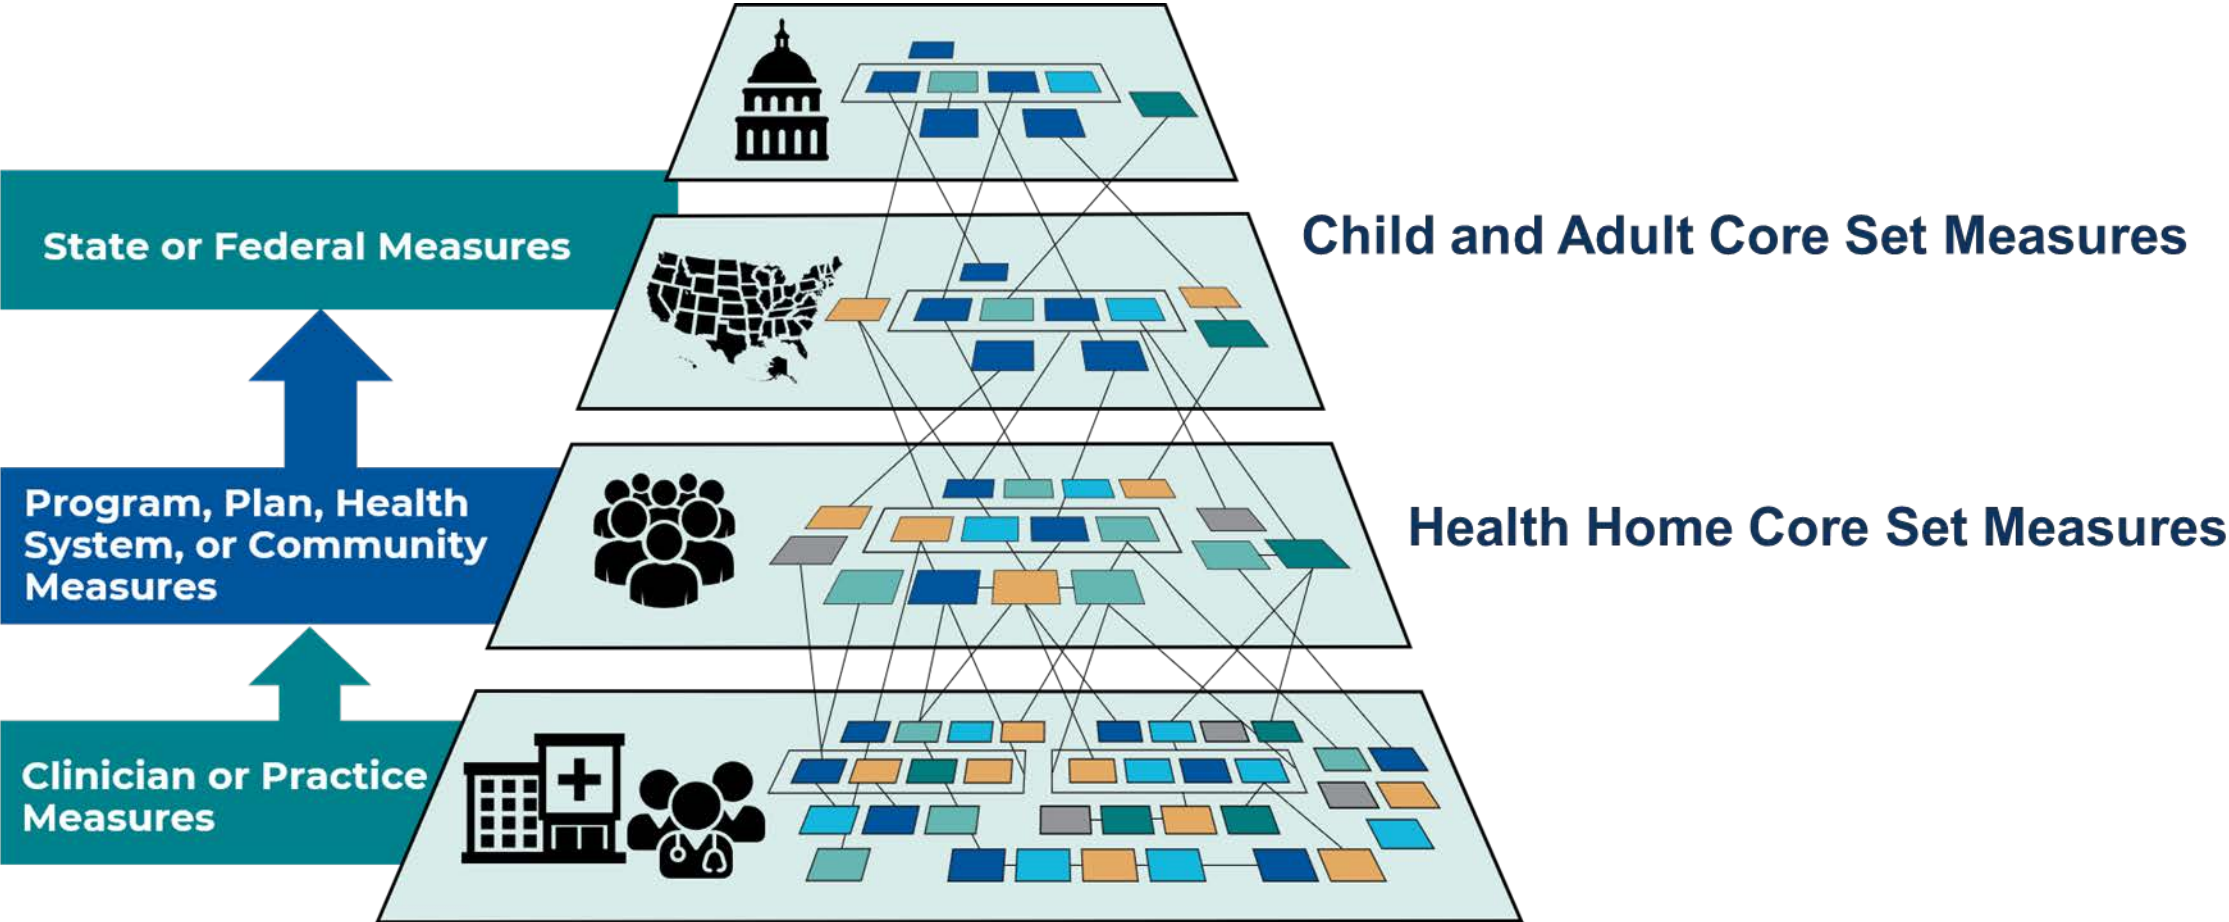 State or Federal Measures
Child and Adult Core Set Measures
Program, Plan, Health
System, or Community
Measures
Health Home Core Set Measures
Clinician or Practice
Measures